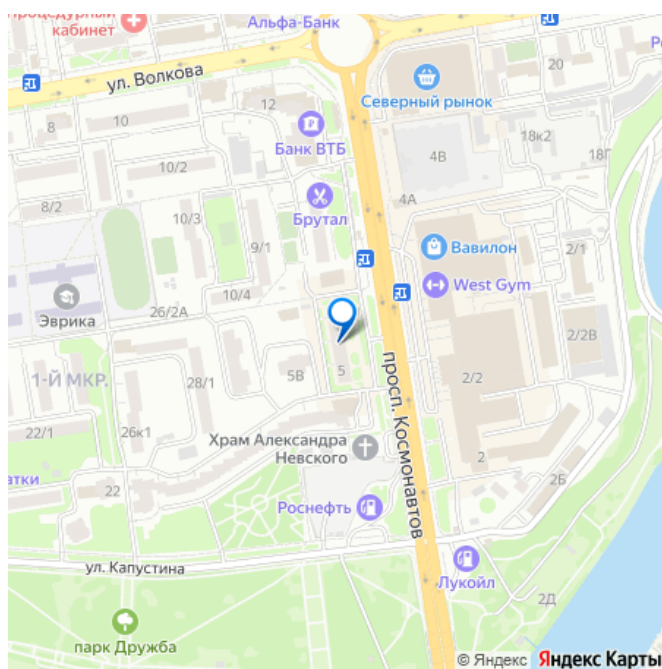 Процедурный
кабинет
Альфа-Банк
ул. Волкова
Северный рынок
20
12
8
10
Банк ВТБ
18к2
4В
18Г
10/2
8/2
Брутал
4А
10/3
9/1
Вавилон
2/1
West Gym
Эврика
10/4
26/2А
2/2В
просп. Космонавтов
1-Й МКР.
28/1
5В
5
2/2
22/1
26к1
Храм Александра
Невского
2
22
2Б
Роснефть
ул. Капустина
Лукойл
2Д
парк Дружба
© Яндекс Яндекс Карты